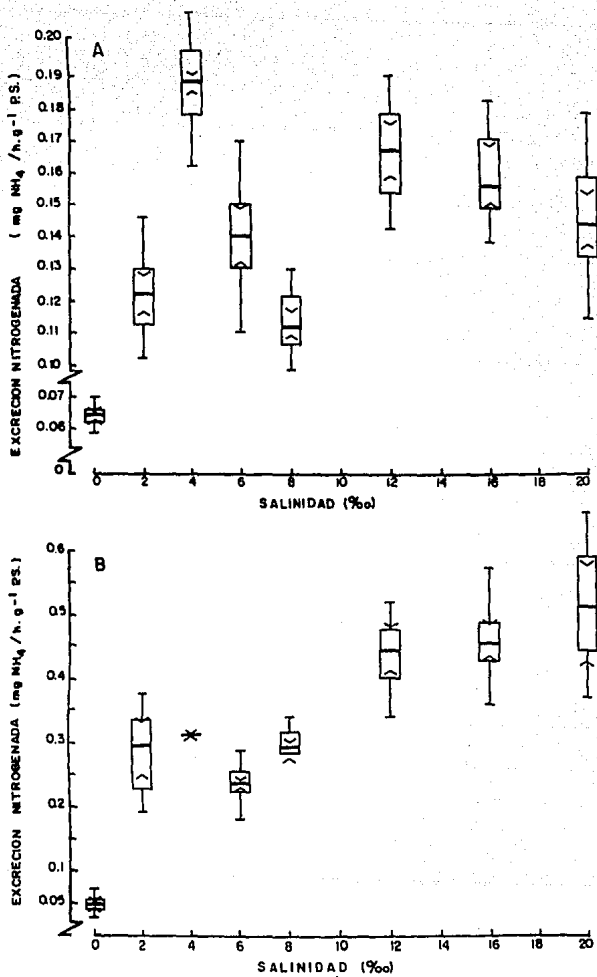 A
EXCRECION NITROGENADA ( mg NH4 /h.g-1 P.S.)
0.20
0.19
0.18
0.17
0.16
0.15
0.14
0.13
0.12
0.11
0.10
0.07
0.06
0
0 2 4 6 8 10 12 14 16 18 20
SALINIDAD (‰)
B
EXCRECION NITROGENADA (mg NH4/h. g-1 P.S.)
0.6
0.5
0.4
0.3
0.2
0.1
0.05
0 2 4 6 8 10 12 14 16 18 20
SALINIDAD (‰)